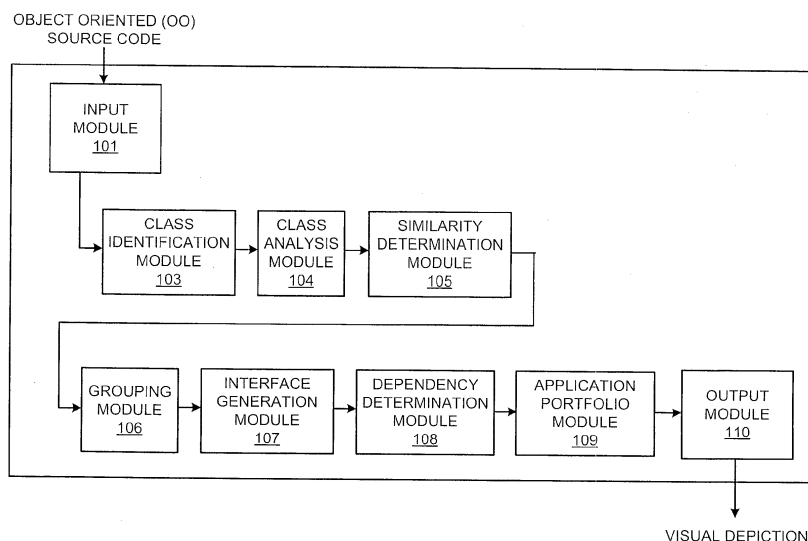 OBJECT ORIENTED (OO)
SOURCE CODE
INPUT
MODULE
101
CLASS
IDENTIFICATION
MODULE
103
CLASS
ANALYSIS
MODULE
104
SIMILARITY
DETERMINATION
MODULE
105
GROUPING
MODULE
106
INTERFACE
GENERATION
MODULE
107
DEPENDENCY
DETERMINATION
MODULE
108
APPLICATION
PORTFOLIO
MODULE
109
OUTPUT
MODULE
110
VISUAL DEPICTION